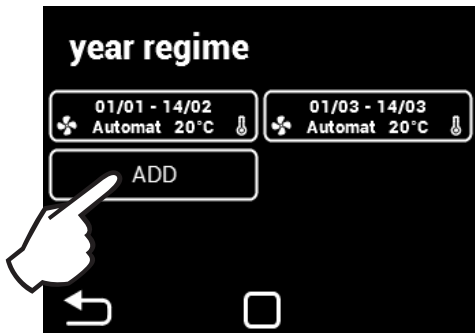 year regime
01/01 - 14/02
Automat 20°C
01/03 - 14/03
Automat 20°C
ADD